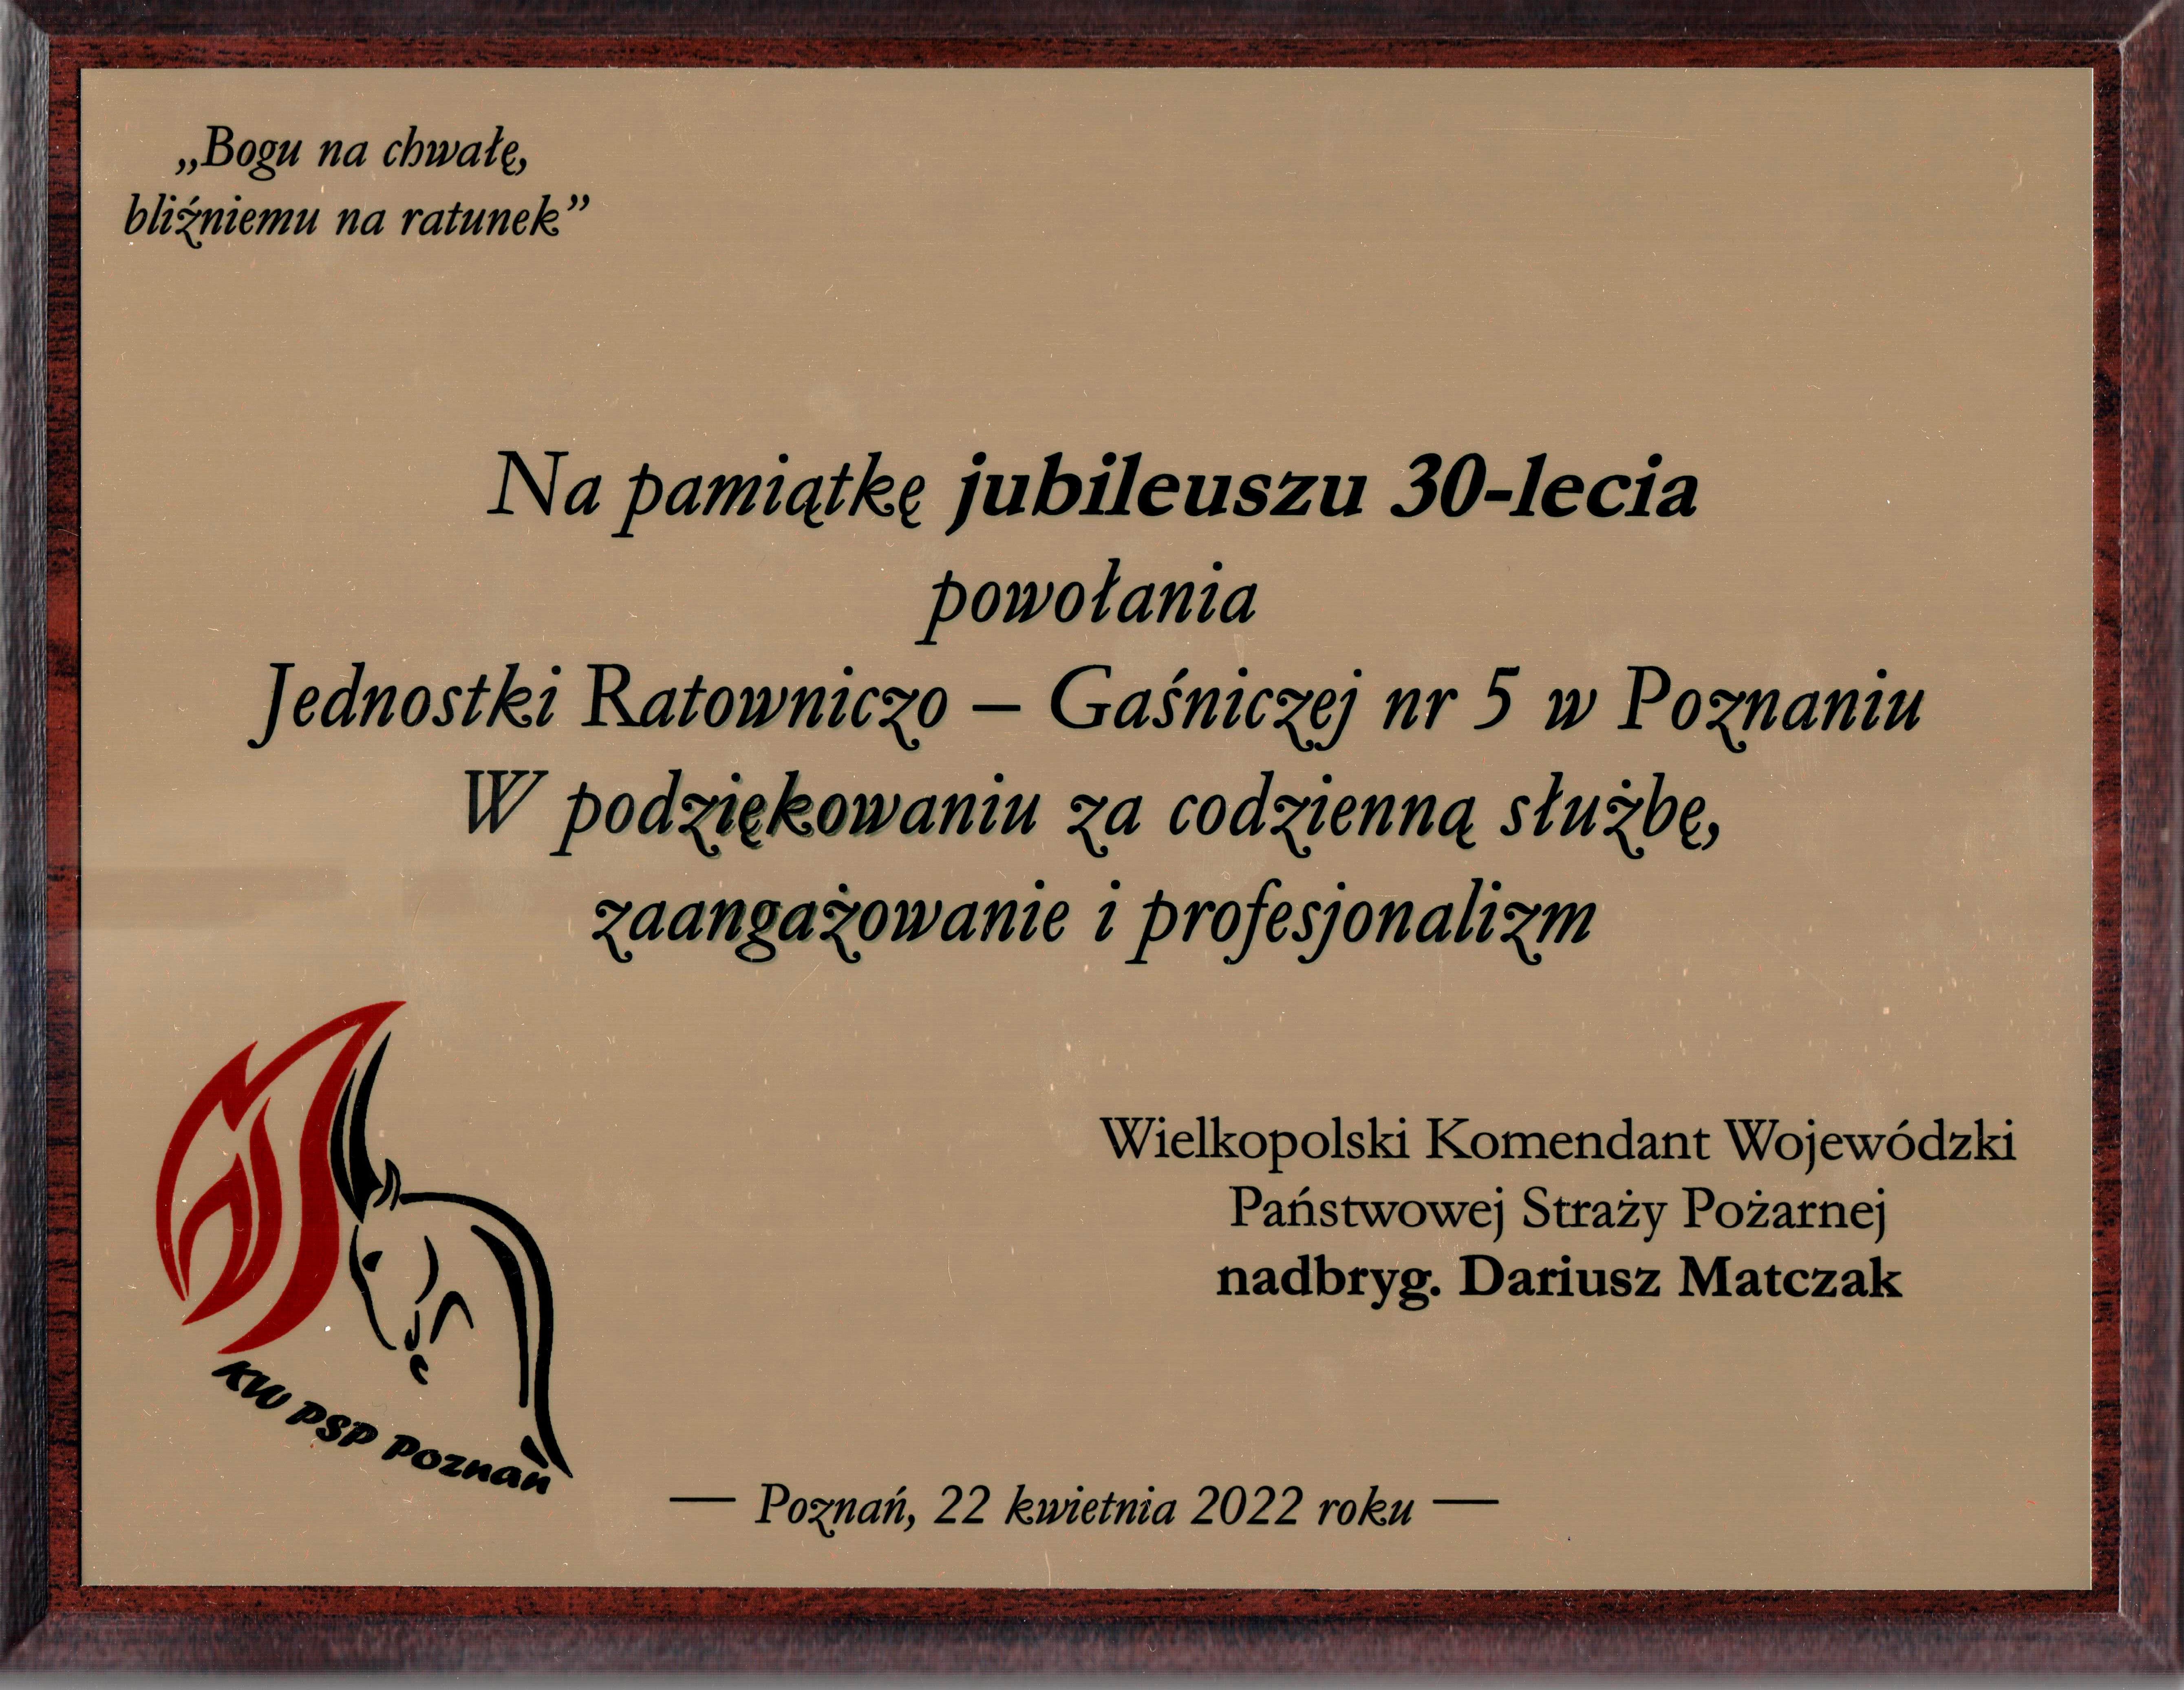 „Bogu na chwałę,
bliźniemu na ratunek”
Na pamiątkę jubileuszu 30-lecia
powołania
Jednostki Ratowniczo – Gaśniczej nr 5 w Poznaniu
W podziękowaniu za codzienną służbę,
zaangażowanie i profesjonalizm
Wielkopolski Komendant Wojewódzki
Państwowej Straży Pożarnej
nadbryg. Dariusz Matczak
KW PSP Poznań
— Poznań, 22 kwietnia 2022 roku —